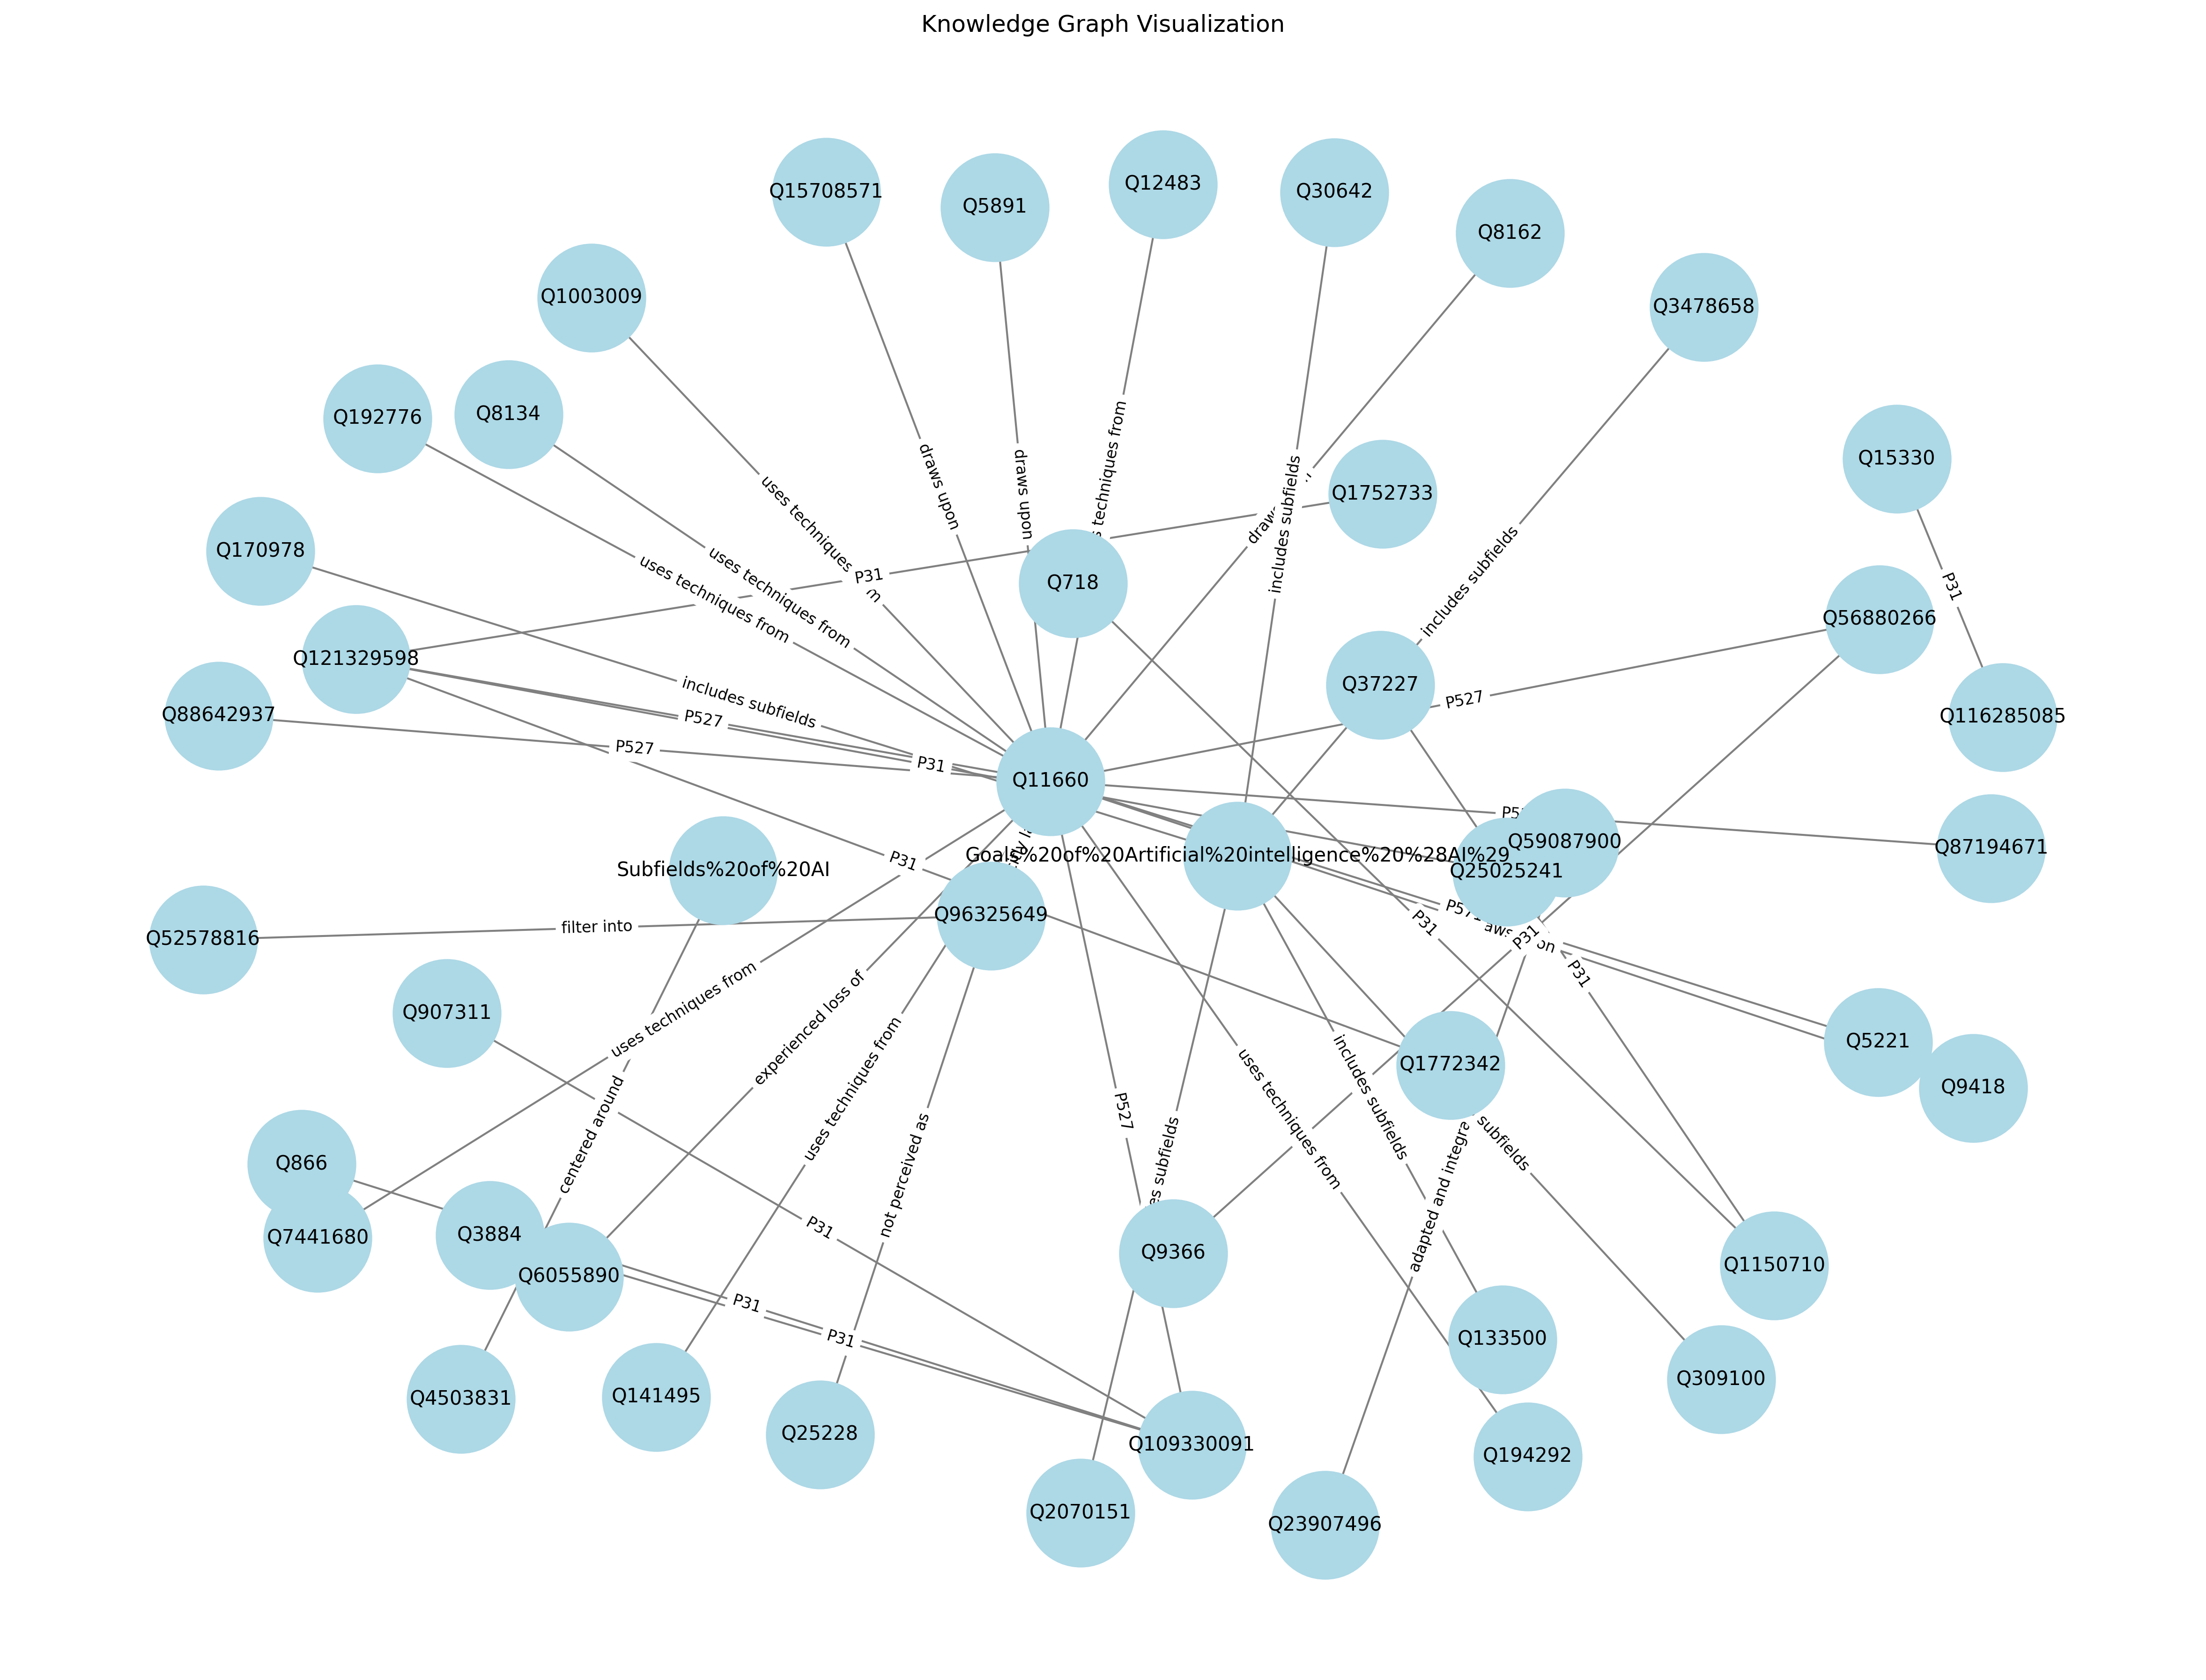 Knowledge Graph Visualization
Q15708571
Q5891
Q12483
Q30642
Q8162
Q1003009
Q3478658
Q192776
Q8134
draws upon
draws upon
techniques from
includes subfields
Q15330
Q1752733
uses techniques
Q170978
uses techniques from
uses techniques from
P31
Q718
includes subfields
P31
Q56880266
Q121329598
Q37227
Q88642937
includes subfields
P527
P527
Q116285085
P527
P31
Q11660
Q59087900
Q87194671
Subfields%20of%20AI
P31
Goals%20of%20Artificial%20intelligence%20%28AI%29
Q25025241
Q52578816
filter into
Q96325649
P31
P31
P31
Q907311
uses techniques from
experienced loss of
Q1772342
Q5221
Q9418
centered around
uses techniques from
not perceived as
P527
uses techniques from
includes subfields
subfields
Q866
Q7441680
Q3884
Q6055890
P31
subfields
Q9366
adapted and
Q1150710
P31
P31
Q133500
Q309100
Q4503831
Q141495
Q25228
Q109330091
Q194292
Q2070151
Q23907496